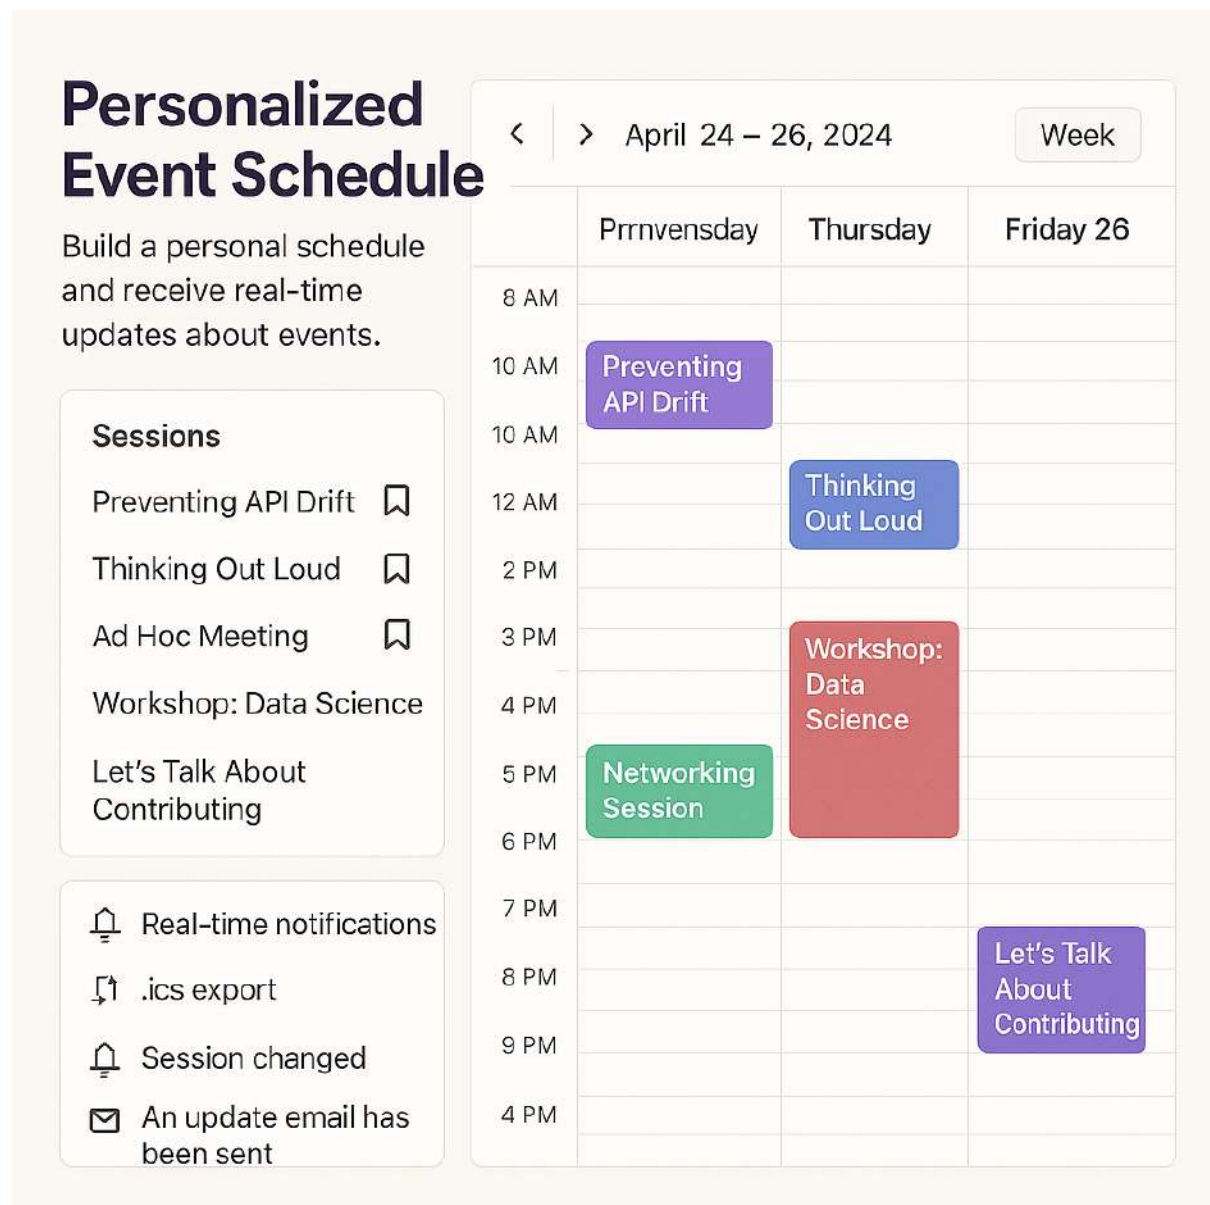 Personalized
Event Schedule
Build a personal schedule
and receive real-time
updates about events.
Sessions
Preventing API Drift
Thinking Out Loud
Ad Hoc Meeting
Workshop: Data Science
Let's Talk About
Contributing
Real-time notifications
.ics export
Session changed
An update email has
been sent
April 24 – 26, 2024
Week
Prrnvensday
Thursday
Friday 26
8 AM
10 AM
Preventing
API Drift
10 AM
12 AM
Thinking
Out Loud
2 PM
3 PM
Workshop:
Data
Science
4 PM
5 PM
Networking
Session
6 PM
7 PM
8 PM
Let's Talk
About
Contributing
9 PM
4 PM